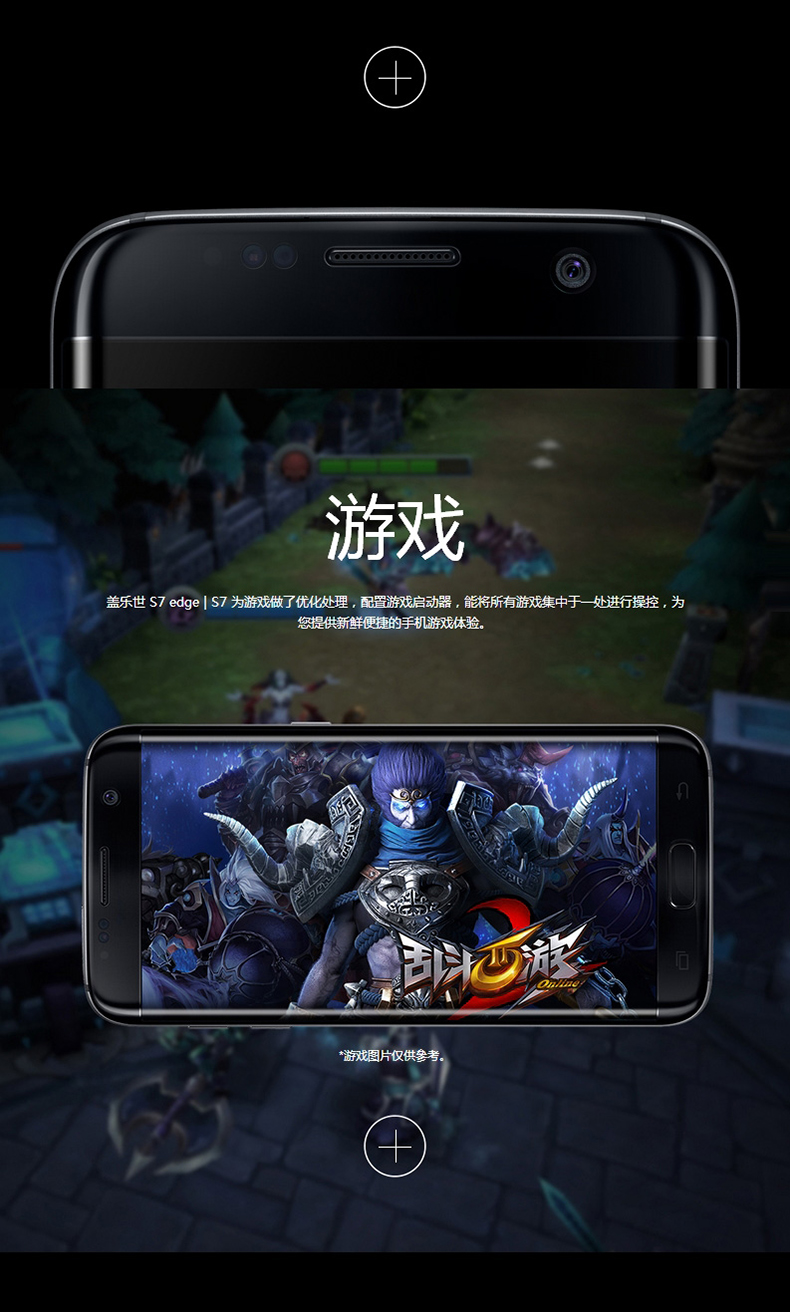 游戏
盖乐世 S7 edge | S7 为游戏做了优化处理，配置游戏启动器，能将所有游戏集中于一处进行操控，为
您提供新鲜便捷的手机游戏体验。
乱斗西游
2
Online
*游戏图片仅供參考。